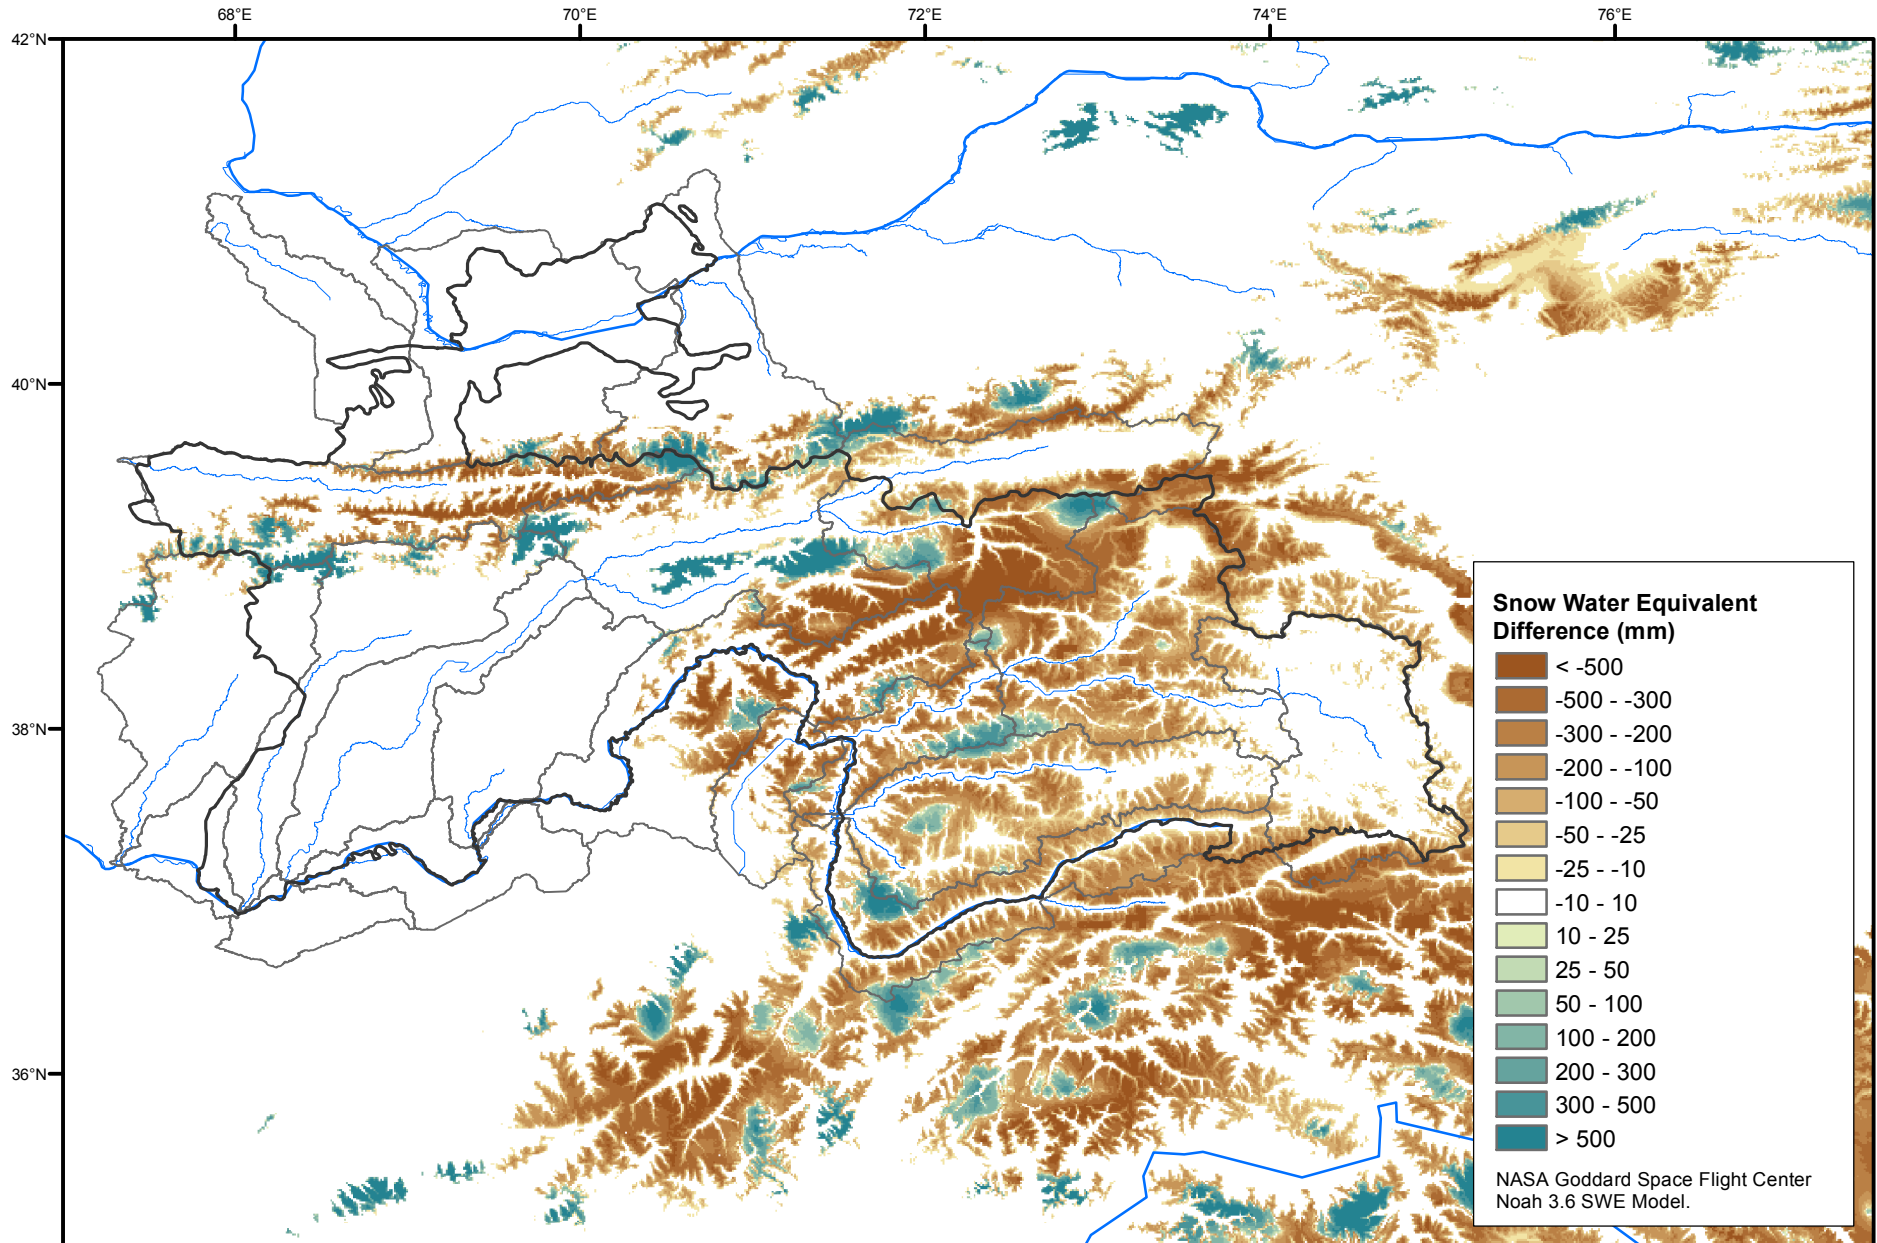 68°E 70°E 72°E 74°E 76°E
42°N
40°N
38°N
36°N
Snow Water Equivalent
Difference (mm)
< -500
-500 - -300
-300 - -200
-200 - -100
-100 - -50
-50 - -25
-25 - -10
-10 - 10
10 - 25
25 - 50
50 - 100
100 - 200
200 - 300
300 - 500
> 500
NASA Goddard Space Flight Center
Noah 3.6 SWE Model.